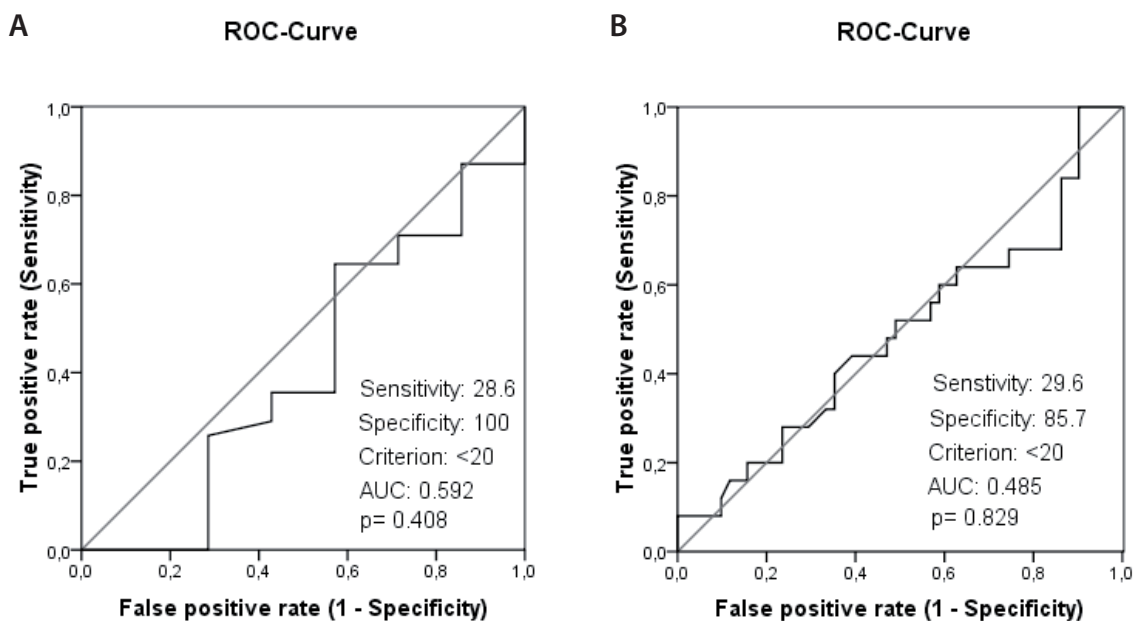 A
ROC-Curve
True positive rate (Sensitivity)
1,0
0,8
0,6
0,4
0,2
0,0
Sensitivity: 28.6
Specificity: 100
Criterion: <20
AUC: 0.592
p= 0.408
0,0 0,2 0,4 0,6 0,8 1,0
False positive rate (1 - Specificity)
B
ROC-Curve
True positive rate (Sensitivity)
1,0
0,8
0,6
0,4
0,2
0,0
Senstivity: 29.6
Specificity: 85.7
Criterion: <20
AUC: 0.485
p= 0.829
0,0 0,2 0,4 0,6 0,8 1,0
False positive rate (1 - Specificity)